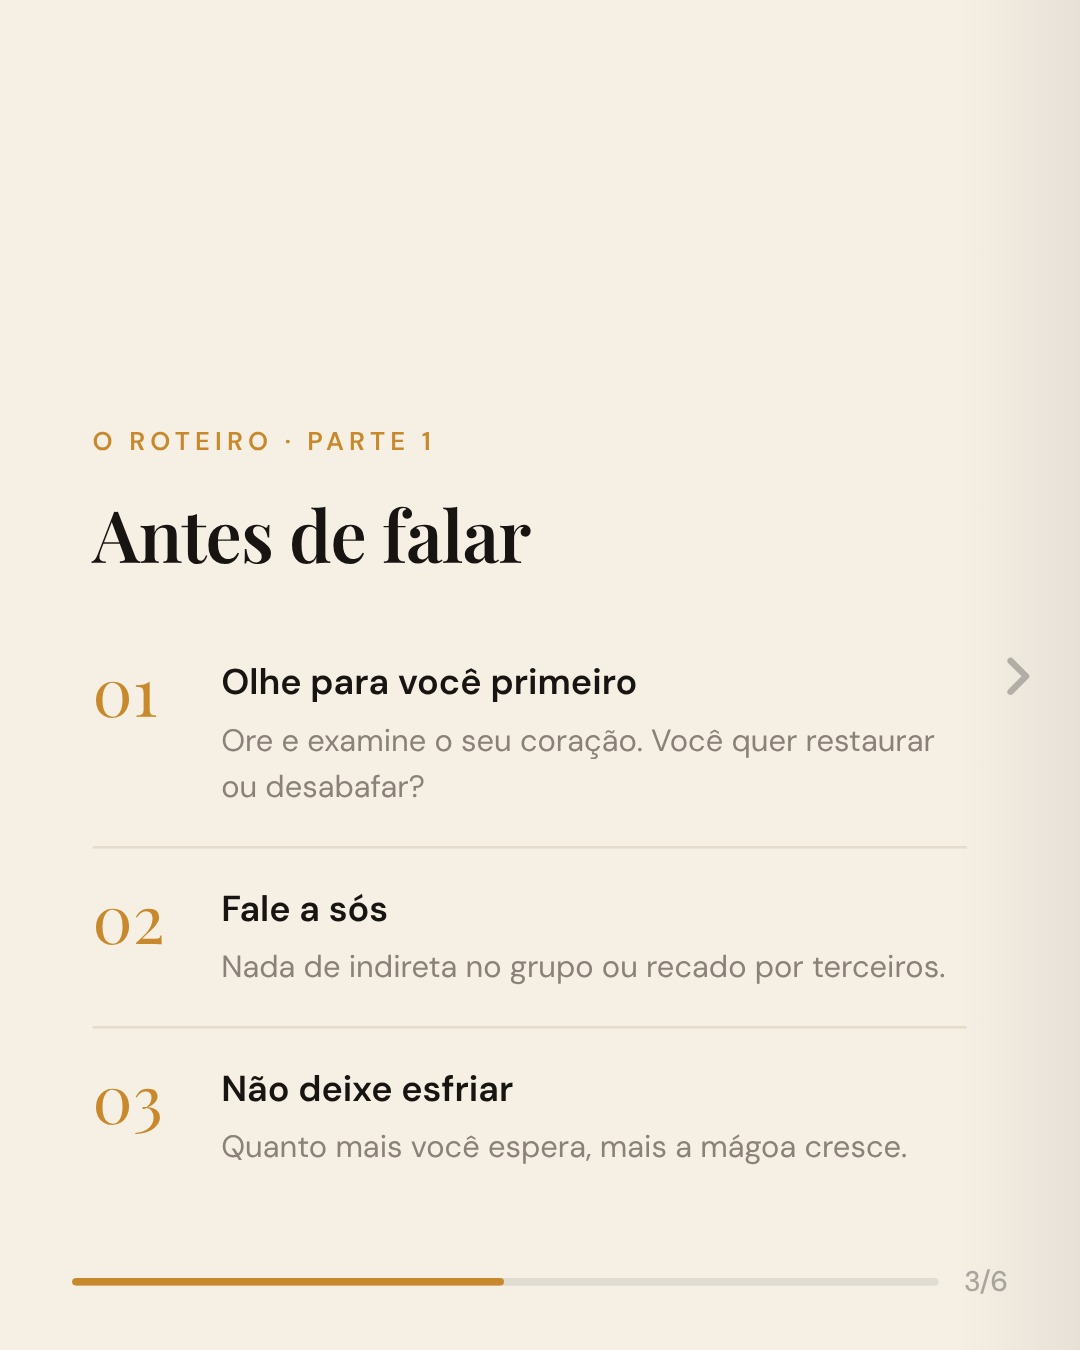 O ROTEIRO · PARTE 1
Antes de falar
01
Olhe para você primeiro
Ore e examine o seu coração. Você quer restaurar
ou desabafar?
02
Fale a sós
Nada de indireta no grupo ou recado por terceiros.
03
Não deixe esfriar
Quanto mais você espera, mais a mágoa cresce.
3/6